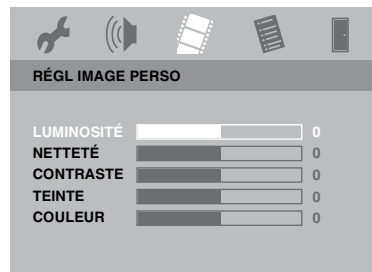 RÉGL IMAGE PERSO
LUMINOSITÉ 0
NETTETÉ 0
CONTRASTE 0
TEINTE 0
COULEUR 0